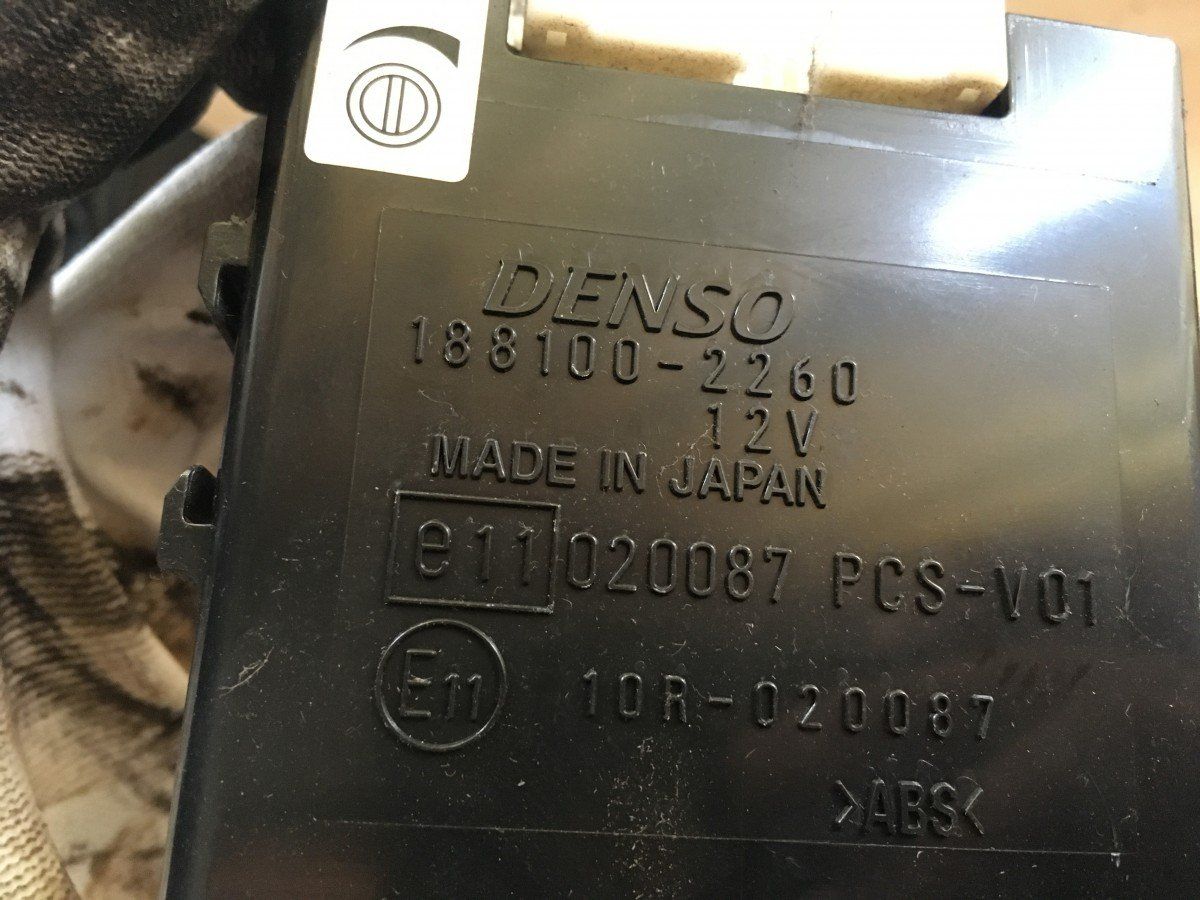 DENSO
188100-2260
12V
MADE IN JAPAN
e11 020087 PCS-V01
E11 10R-020087
>ABS<